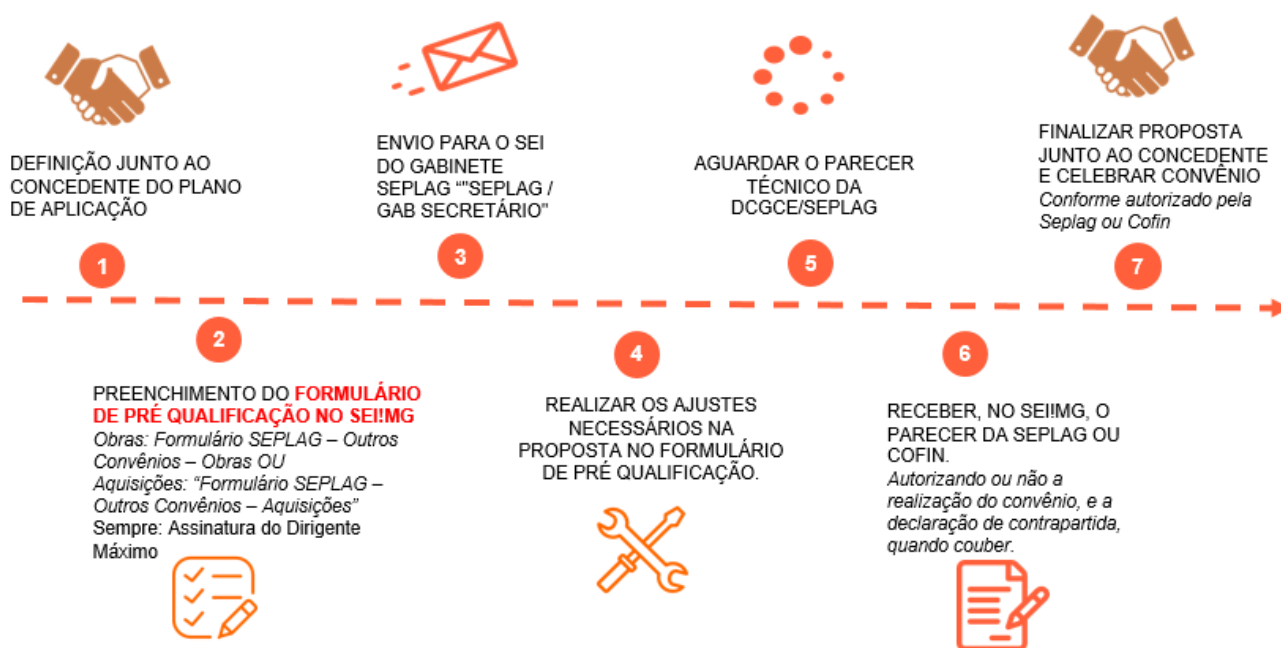 DEFINIÇÃO JUNTO AO
CONCEDENTE DO PLANO
DE APLICAÇÃO
1
2
PREENCHIMENTO DO FORMULÁRIO
DE PRÉ QUALIFICAÇÃO NO SEI!MG
Obras: Formulário SEPLAG – Outros
Convênios – Obras OU
Aquisições: “Formulário SEPLAG –
Outros Convênios – Aquisições”
Sempre: Assinatura do Dirigente
Máximo
ENVIO PARA O SEI
DO GABINETE
SEPLAG “"SEPLAG /
GAB SECRETÁRIO”
3
4
REALIZAR OS AJUSTES
NECESSÁRIOS NA
PROPOSTA NO FORMULÁRIO
DE PRÉ QUALIFICAÇÃO.
AGUARDAR O PARECER
TÉCNICO DA
DCGCE/SEPLAG
5
6
RECEBER, NO SEI!MG, O
PARECER DA SEPLAG OU
COFIN.
Autorizando ou não a
realização do convênio, e a
declaração de contrapartida,
quando couber.
FINALIZAR PROPOSTA
JUNTO AO CONCEDENTE
E CELEBRAR CONVÊNIO
Conforme autorizado pela
Seplag ou Cofin
7